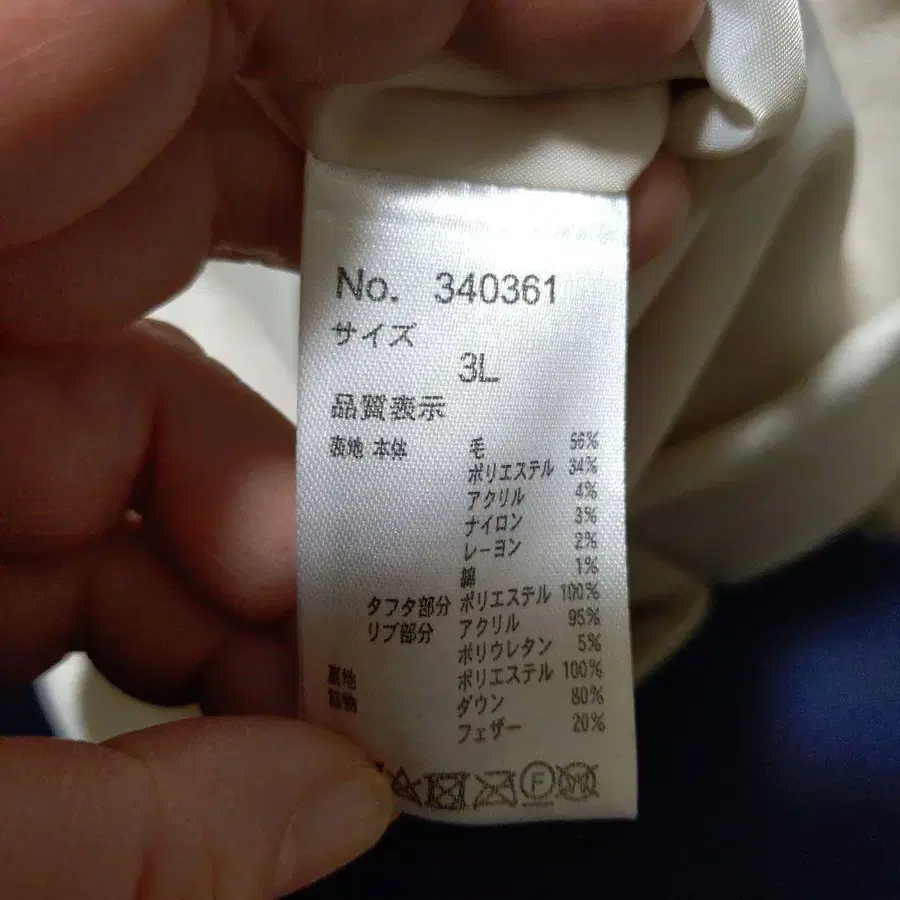 No. 340361
サイズ
3L
品質表示
表地 本体 毛 56%
ポリエステル 34%
アクリル 4%
ナイロン 3%
レーヨン 2%
綿 1%
タフタ部分 ポリエステル 100%
リブ部分 アクリル 95%
ポリウレタン 5%
裏地 ポリエステル 100%
詰物 ダウン 80%
フェザー 20%
F W